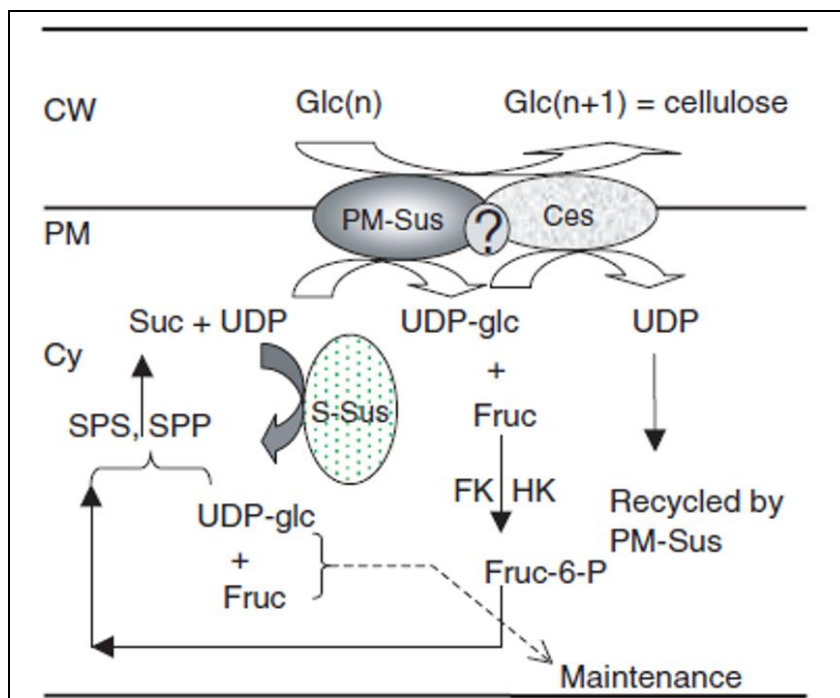 CW
Glc(n)
Glc(n+1) = cellulose
PM-Sus
?
Ces
PM
Suc + UDP
UDP-glc
UDP
Cy
+
S-Sus
Fruc
SPS, SPP
FK
HK
Recycled by
PM-Sus
UDP-glc
+
Fruc
Fruc-6-P
Maintenance